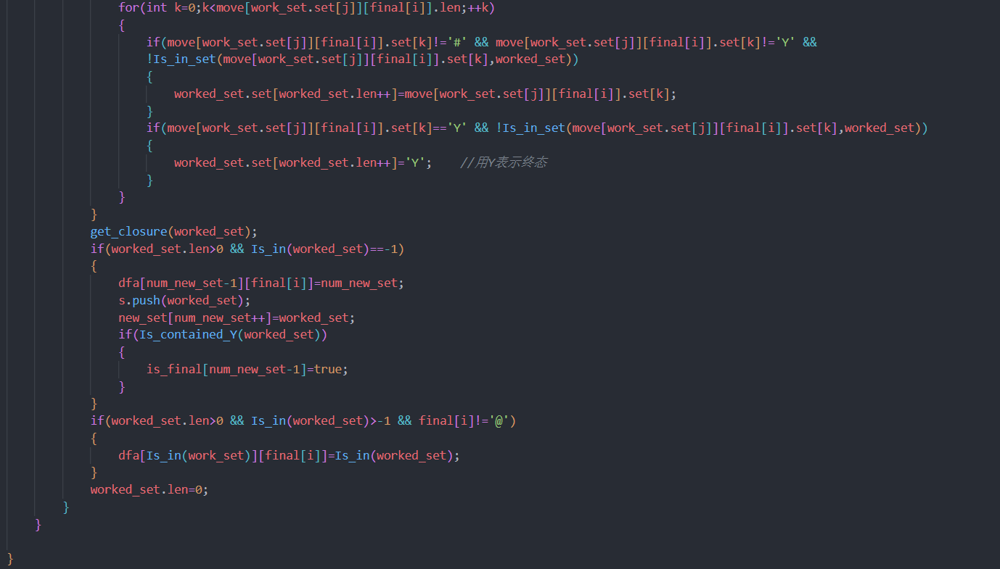 for(int k=0;k<move[work_set.set[j]][final[i]].len;++k)
{
if(move[work_set.set[j]][final[i]].set[k]!='#' && move[work_set.set[j]][final[i]].set[k]!='Y' &&
!Is_in_set(move[work_set.set[j]][final[i]].set[k],worked_set))
{
worked_set.set[worked_set.len++]=move[work_set.set[j]][final[i]].set[k];
}
if(move[work_set.set[j]][final[i]].set[k]=='Y' && !Is_in_set(move[work_set.set[j]][final[i]].set[k],worked_set))
{
worked_set.set[worked_set.len++]='Y'; //用Y表示终态
}
}
}
get_closure(worked_set);
if(worked_set.len>0 && Is_in(worked_set)==-1)
{
dfa[num_new_set-1][final[i]]=num_new_set;
s.push(worked_set);
new_set[num_new_set++]=worked_set;
if(Is_contained_Y(worked_set))
{
is_final[num_new_set-1]=true;
}
}
if(worked_set.len>0 && Is_in(worked_set)>-1 && final[i]!='@')
{
dfa[Is_in(work_set)][final[i]]=Is_in(worked_set);
}
worked_set.len=0;
}
}
}